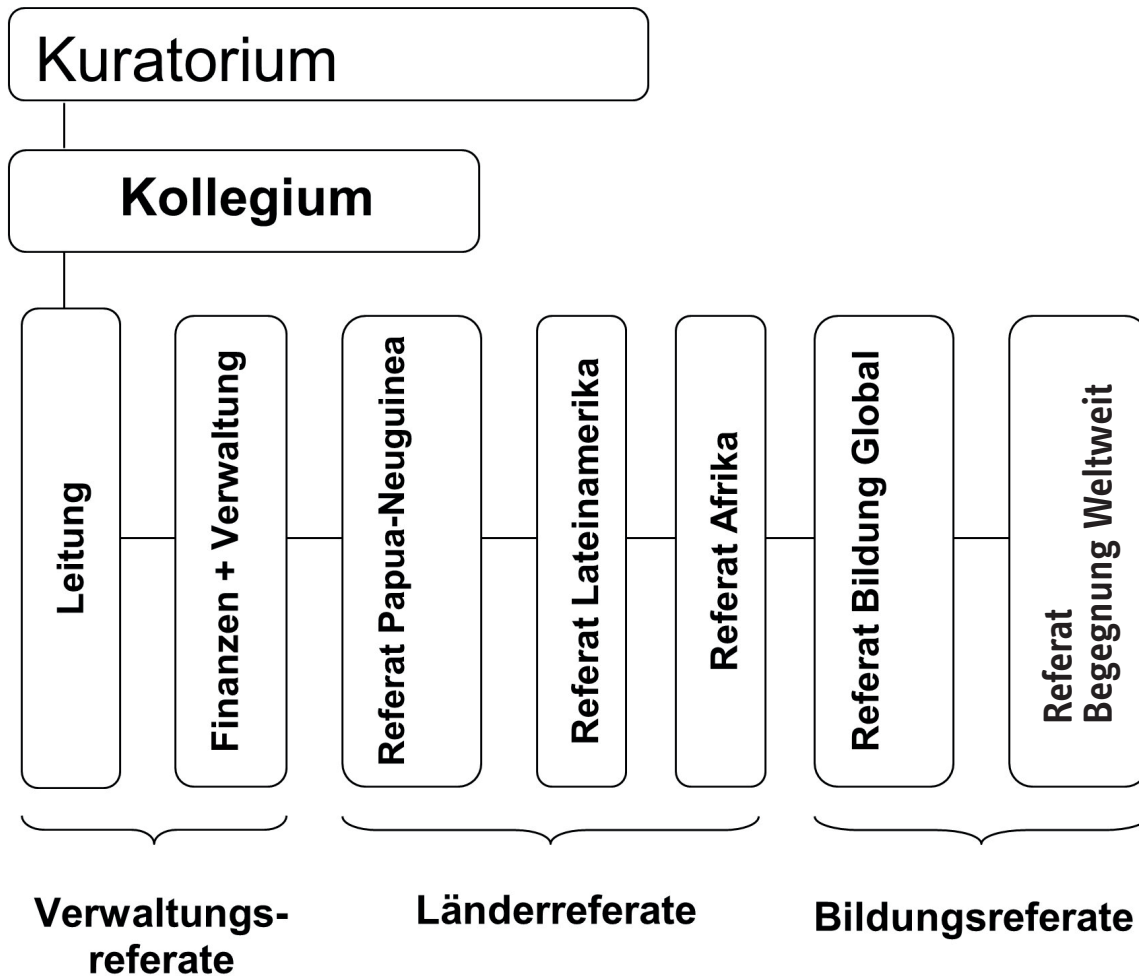 Kuratorium
Kollegium
Leitung
Finanzen + Verwaltung
Referat Papua-Neuguinea
Referat Lateinamerika
Referat Afrika
Referat Bildung Global
Referat
Begegnung Weltweit
Verwaltungs-
referate
Länderreferate
Bildungsreferate